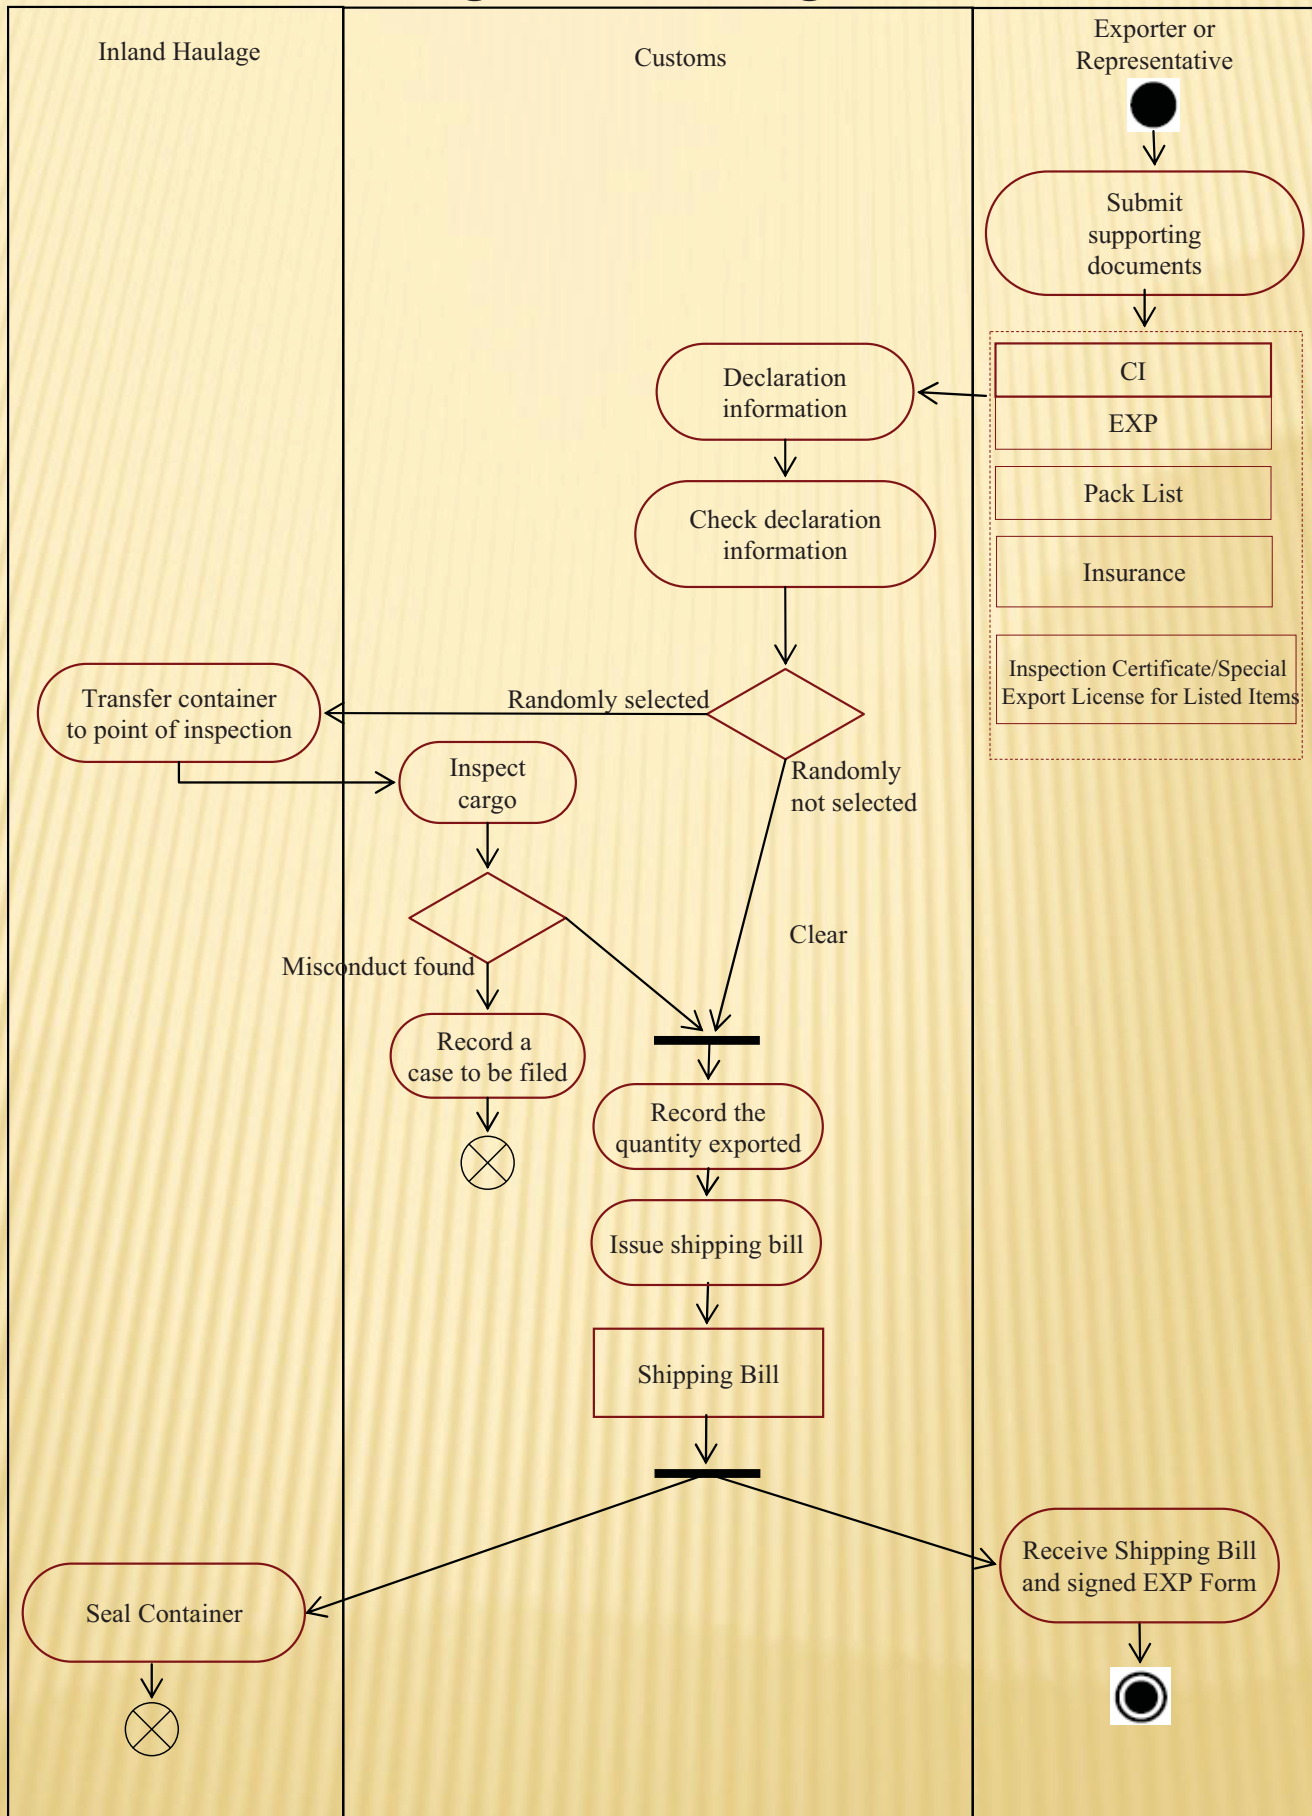 Inland Haulage
Customs
Exporter or
Representative
Submit
supporting
documents
CI
EXP
Pack List
Insurance
Inspection Certificate/Special
Export License for Listed Items
Declaration
information
Check declaration
information
Randomly selected
Transfer container
to point of inspection
Randomly
not selected
Inspect
cargo
Clear
Misconduct found
Record a
case to be filed
Record the
quantity exported
Issue shipping bill
Shipping Bill
Receive Shipping Bill
and signed EXP Form
Seal Container